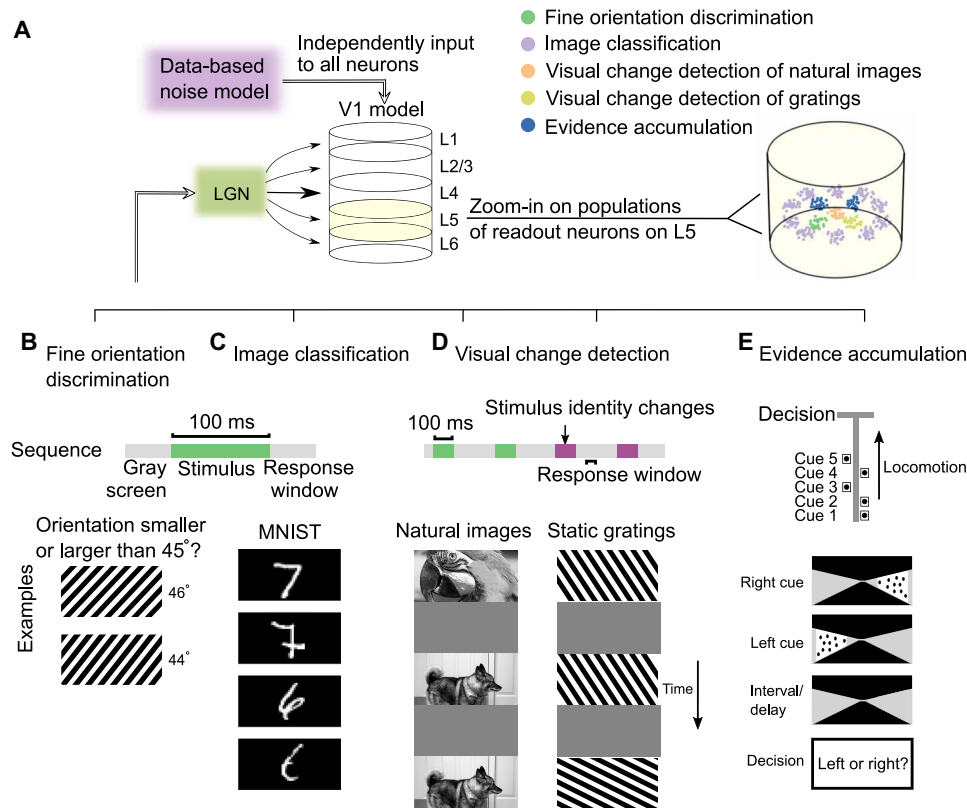 A
Data-based
noise model
Independently input
to all neurons
V1 model
LGN
L1
L2/3
L4
L5
L6
Fine orientation discrimination
Image classification
Visual change detection of natural images
Visual change detection of gratings
Evidence accumulation
Zoom-in on populations
of readout neurons on L5
B
Fine orientation
discrimination
C
Image classification
D
Visual change detection
E
Evidence accumulation
Sequence
100 ms
Gray
screen
Stimulus
Response
window
100 ms
Stimulus identity changes
Response window
Decision
Cue 5
Cue 4
Cue 3
Cue 2
Cue 1
Locomotion
Examples
Orientation smaller
or larger than 45°?
46°
44°
MNIST
7
7
6
6
Natural images
Static gratings
Time
Right cue
Left cue
Interval/
delay
Decision
Left or right?